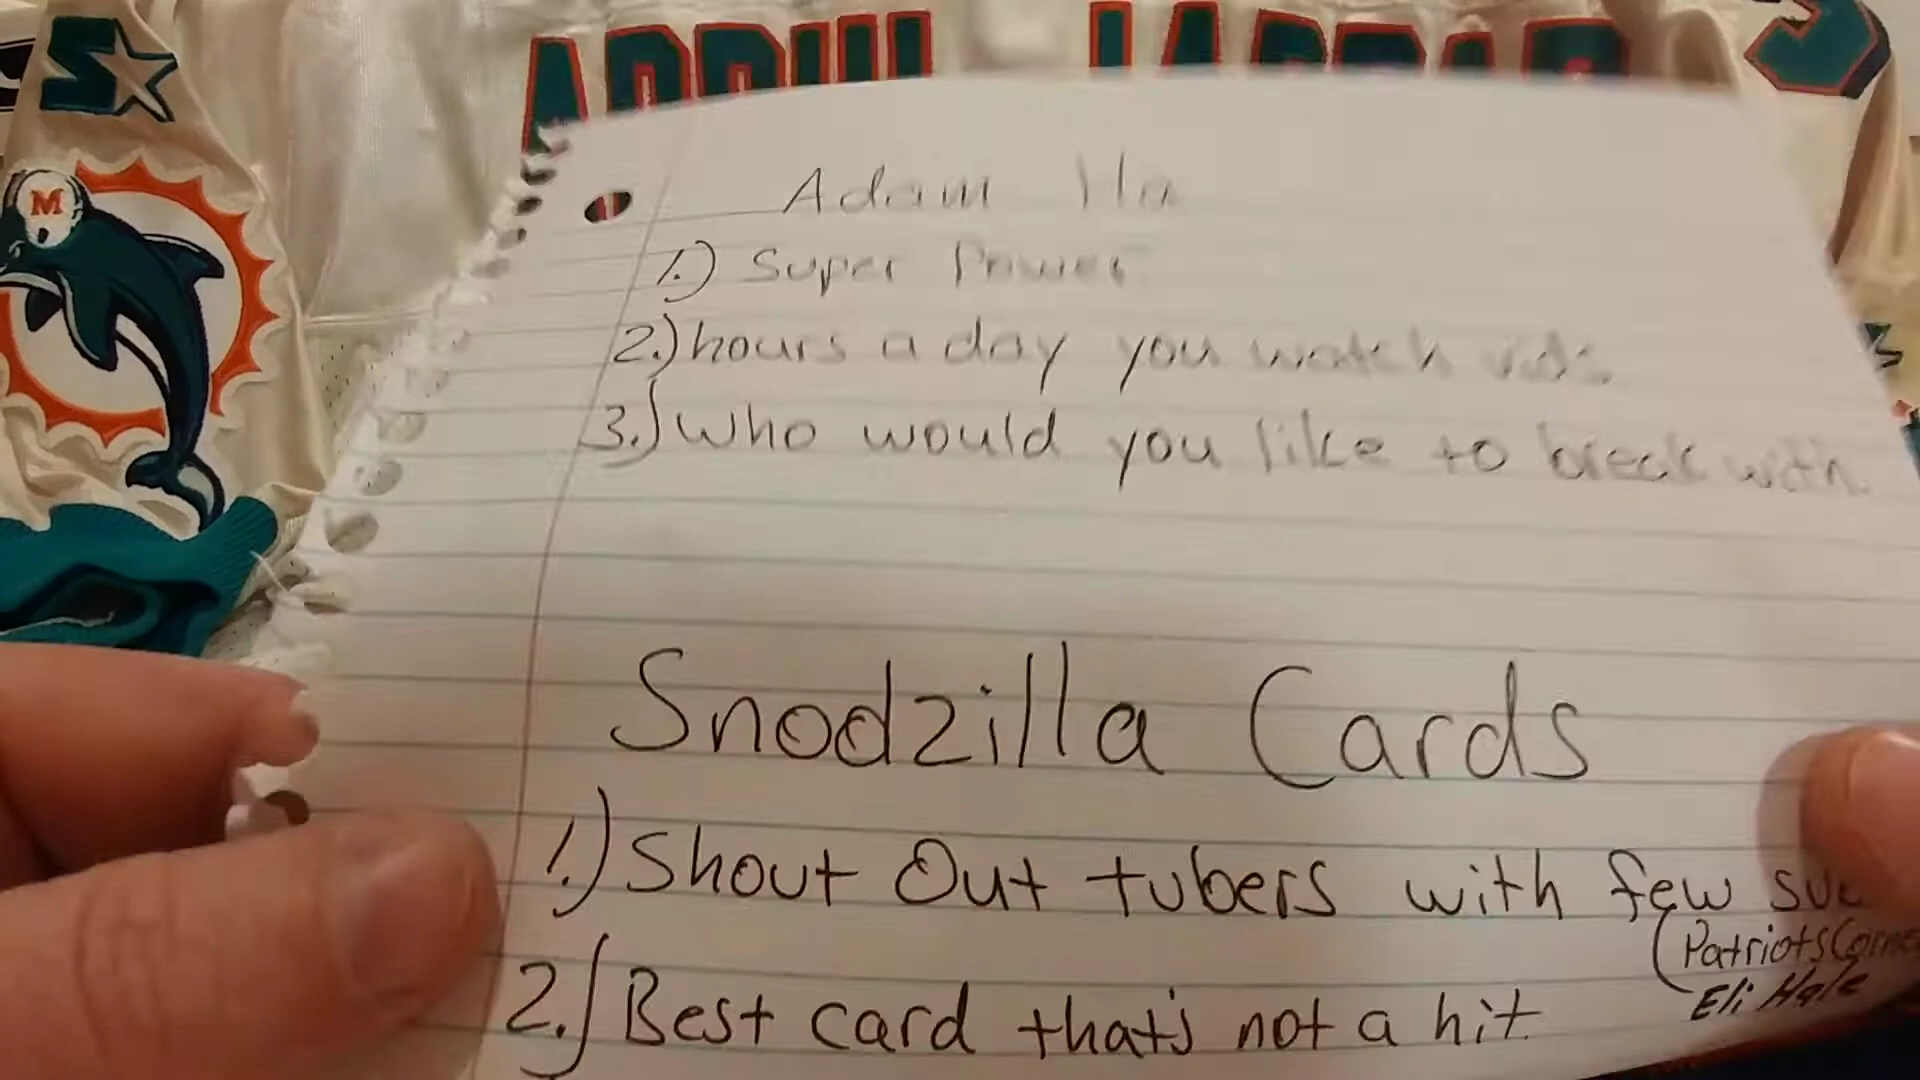 M
Adam Ha
1.) Super Power
2.) hours a day you watch vids
3.) Who would you like to break with
Snodzilla Cards
1.) Shout Out tubers with few
(Patriots
Eli Hale
2.) Best card that's not a hit